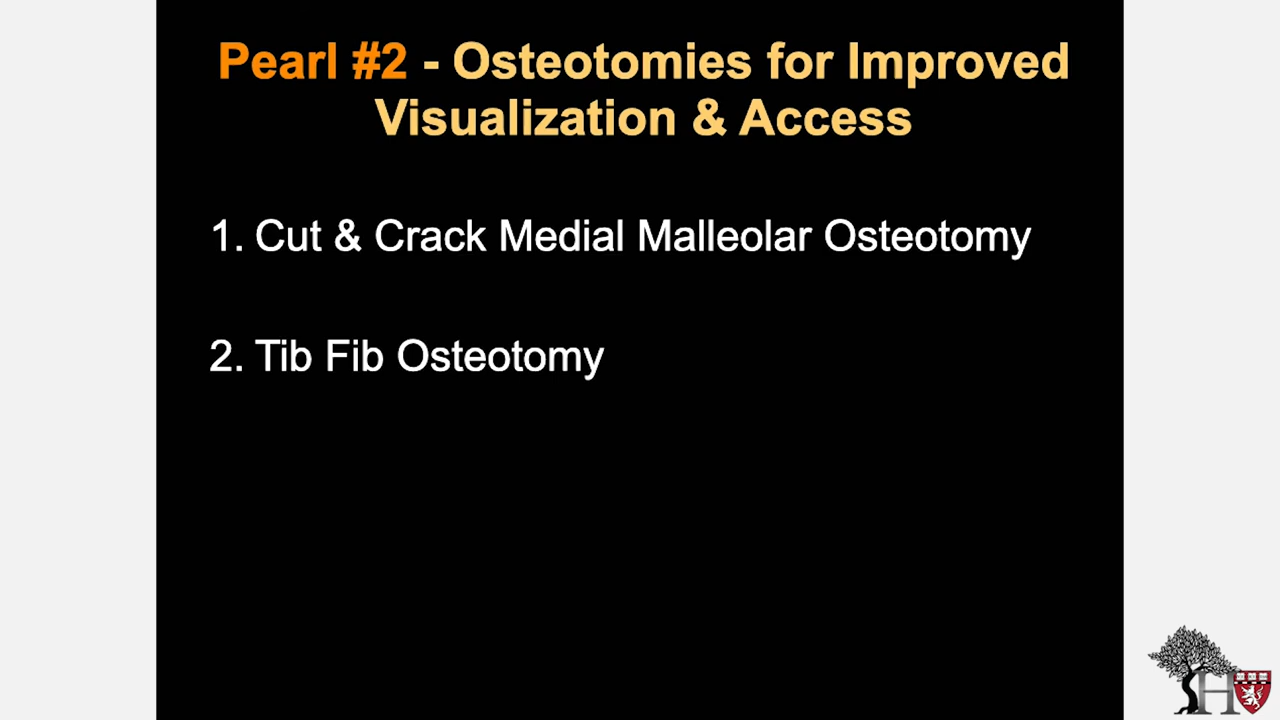 Pearl #2 - Osteotomies for Improved
Visualization & Access
1. Cut & Crack Medial Malleolar Osteotomy
2. Tib Fib Osteotomy
H